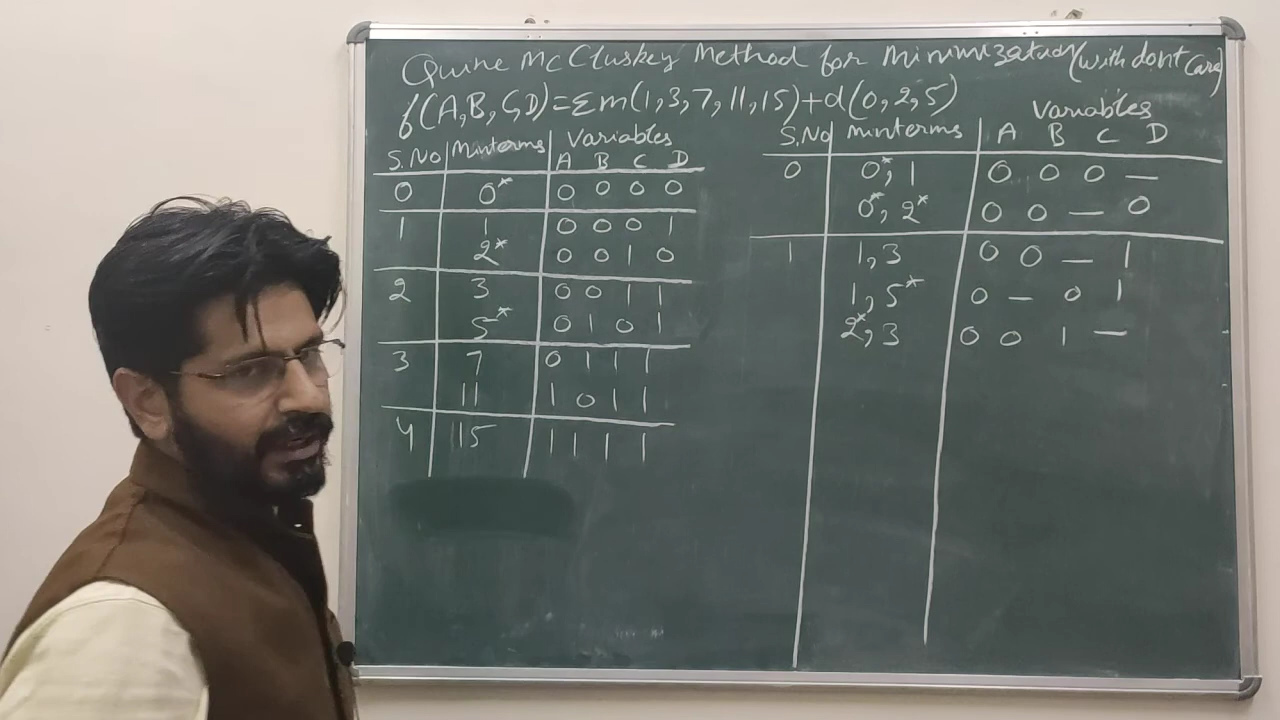 Quine McCluskey Method for Minimization (with dont care)
f(A,B,C,D)=Σm(1,3,7,11,15)+d(0,2,5)
S.No Minterms Variables
A B C D
0 0* 0 0 0 0
1 1 0 0 0 1
2* 0 0 1 0
2 3 0 0 1 1
5* 0 1 0 1
3 7 0 1 1 1
11 1 0 1 1
4 15 1 1 1 1
Variables
S.No Minterms A B C D
0 0*,1 0 0 0 —
0*,2* 0 0 — 0
1 1,3 0 0 — 1
1,5* 0 — 0 1
2*,3 0 0 1 —